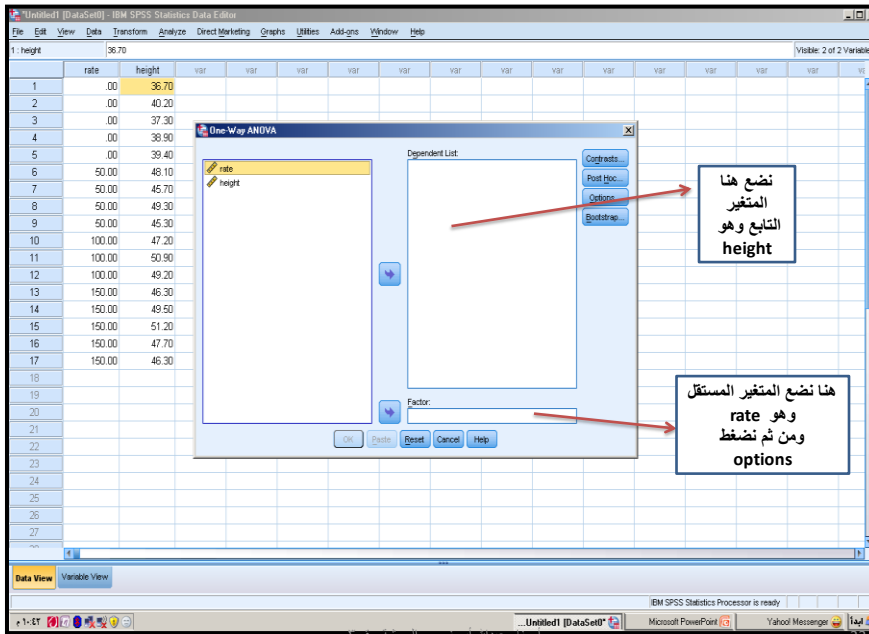 *Untitled1 [DataSet0] - IBM SPSS Statistics Data Editor
File Edit View Data Transform Analyze Direct Marketing Graphs Utilities Add-ons Window Help
1 : height 36.70 Visible: 2 of 2 Variable
rate height var var var var var var var var var var var var var
1 .00 36.70
2 .00 40.20
3 .00 37.30
4 .00 38.90
5 .00 39.40
6 50.00 48.10
7 50.00 45.70
8 50.00 49.30
9 50.00 45.30
10 100.00 47.20
11 100.00 50.90
12 100.00 49.20
13 150.00 46.30
14 150.00 49.50
15 150.00 51.20
16 150.00 47.70
17 150.00 46.30
18
19
20
21
22
23
24
25
26
27
One-Way ANOVA
rate
height
Dependent List:
Contrasts...
Post Hoc...
Options...
Bootstrap...
Factor:
OK Paste Reset Cancel Help
نضع هنا
المتغير
التابع وهو
height
هنا نضع المتغير المستقل
وهو rate
ومن ثم نضغط
options
Data View Variable View
IBM SPSS Statistics Processor is ready
١٠:٤٢ م
...Untitled1 [DataSet0]* Microsoft PowerPoint Yahoo! Messenger ابدأ